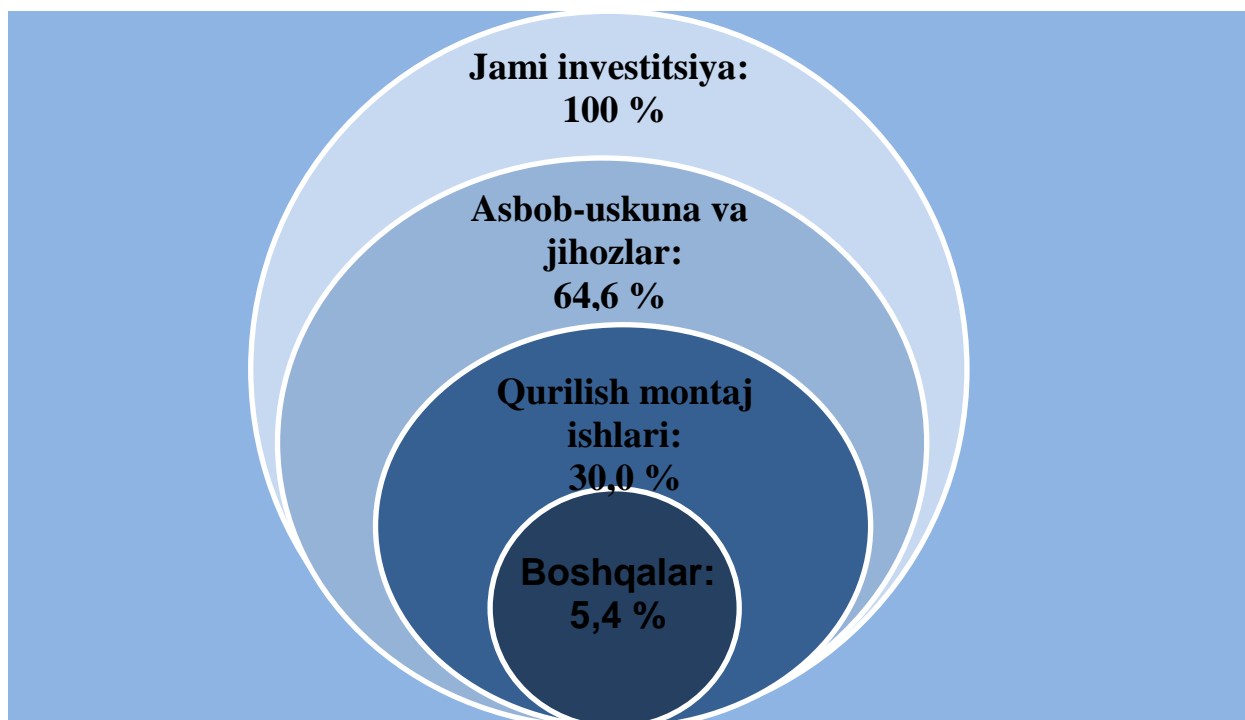 Jami investitsiya:
100 %
Asbob-uskuna va
jihozlar:
64,6 %
Qurilish montaj
ishlari:
30,0 %
Boshqalar:
5,4 %